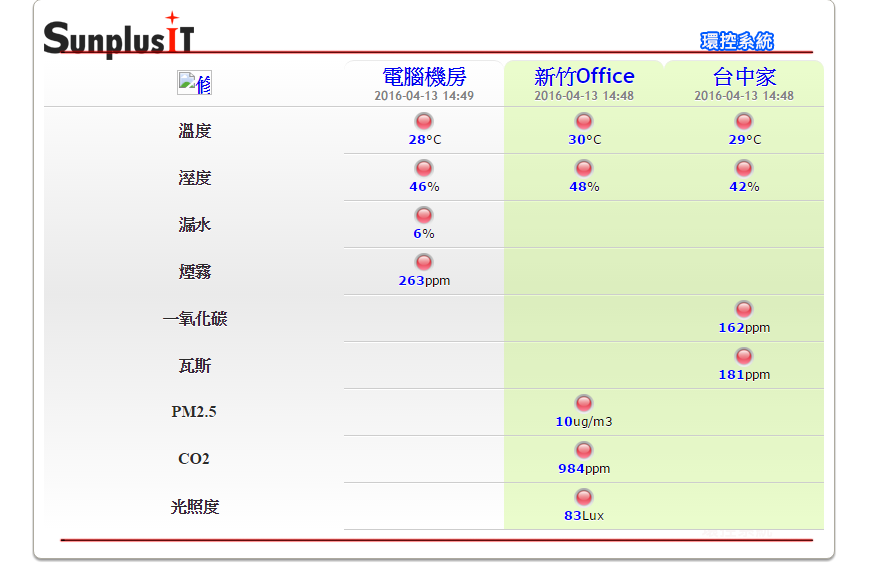 SunplusIT
環控系統
修
電腦機房
2016-04-13 14:49
新竹Office
2016-04-13 14:48
台中家
2016-04-13 14:48
溫度
28°C
30°C
29°C
溼度
46%
48%
42%
漏水
6%
煙霧
263ppm
一氧化碳
162ppm
瓦斯
181ppm
PM2.5
10ug/m3
CO2
984ppm
光照度
83Lux